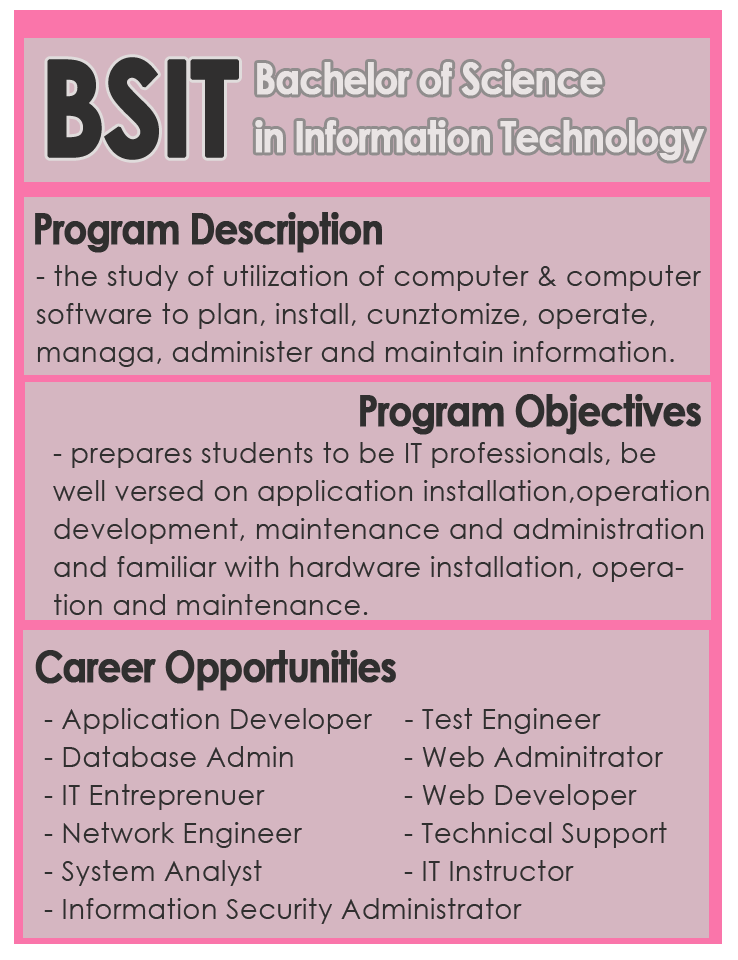 BSIT
Bachelor of Science
in Information Technology
Program Description
- the study of utilization of computer & computer
software to plan, install, cunztomize, operate,
managa, administer and maintain information.
Program Objectives
- prepares students to be IT professionals, be
well versed on application installation,operation
development, maintenance and administration
and familiar with hardware installation, opera-
tion and maintenance.
Career Opportunities
- Application Developer
- Database Admin
- IT Entreprenuer
- Network Engineer
- System Analyst
- Information Security Administrator
- Test Engineer
- Web Adminitrator
- Web Developer
- Technical Support
- IT Instructor